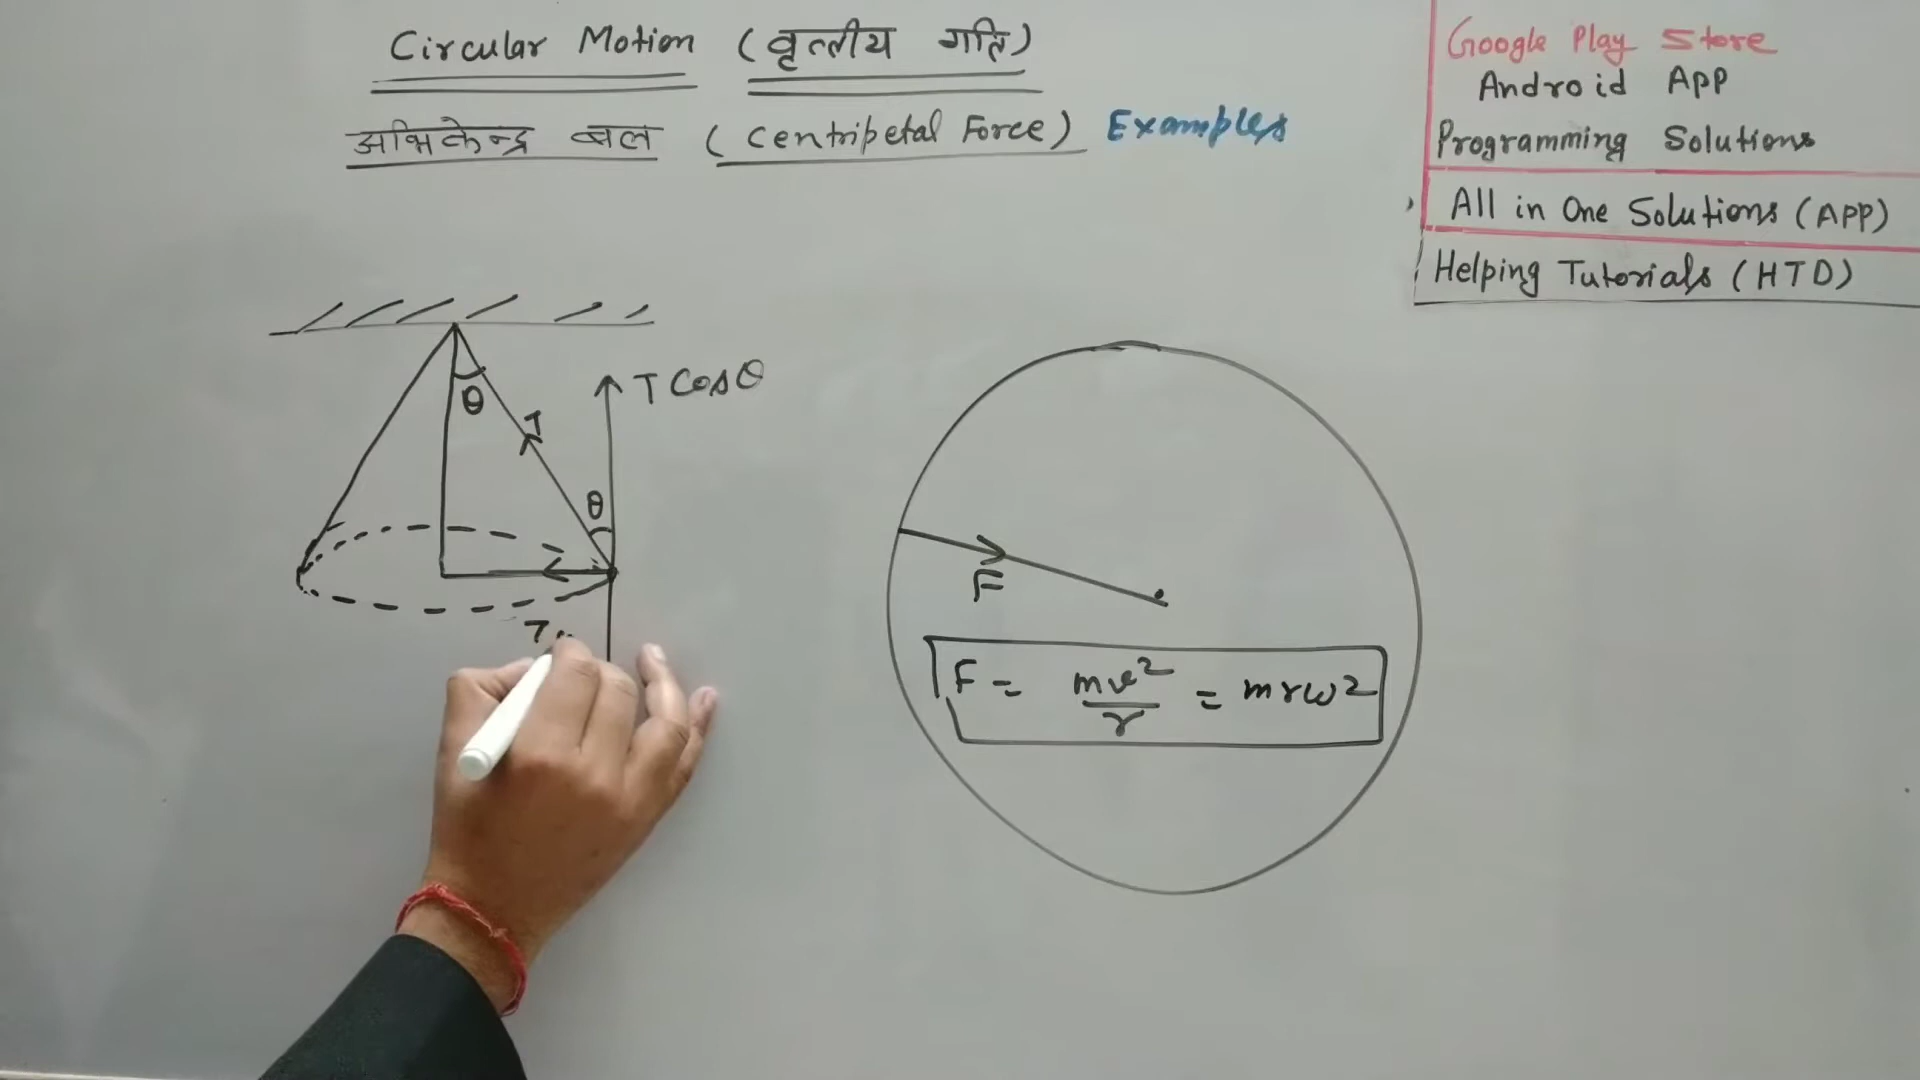 Circular Motion (वृत्तीय गति)
अभिकेन्द्र बल (Centripetal Force) Examples
Google Play Store
Android App
Programming Solutions
All in One Solutions (APP)
Helping Tutorials (HTD)
T Cosθ
θ
T
θ
F
F = mv²/r = mrω²